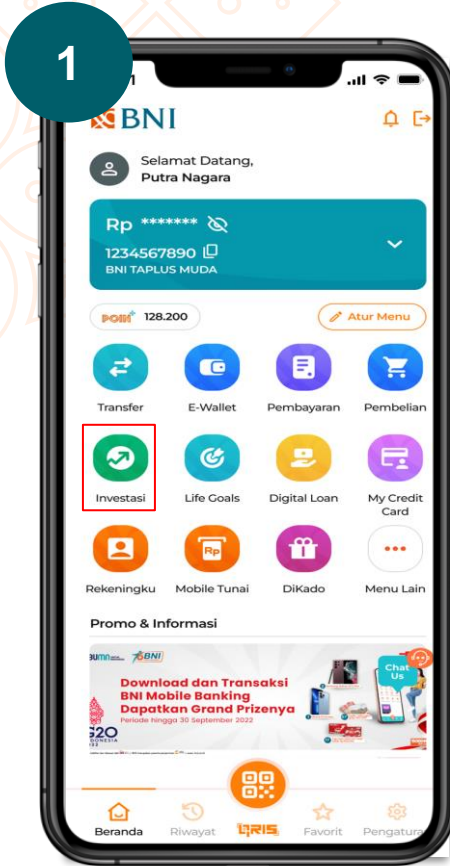 1
BNI
Selamat Datang,
Putra Nagara
Rp *******
1234567890
BNI TAPLUS MUDA
POIN+ 128.200
Atur Menu
Transfer
E-Wallet
Pembayaran
Pembelian
Investasi
Life Goals
Digital Loan
My Credit
Card
Rp
Rekeningku
Mobile Tunai
DiKado
Menu Lain
Promo & Informasi
BNI
Chat
Us
Download dan Transaksi
BNI Mobile Banking
Dapatkan Grand Prizenya
Periode hingga 30 September 2022
G20
Beranda
Riwayat
QRIS
Favorit
Pengatura